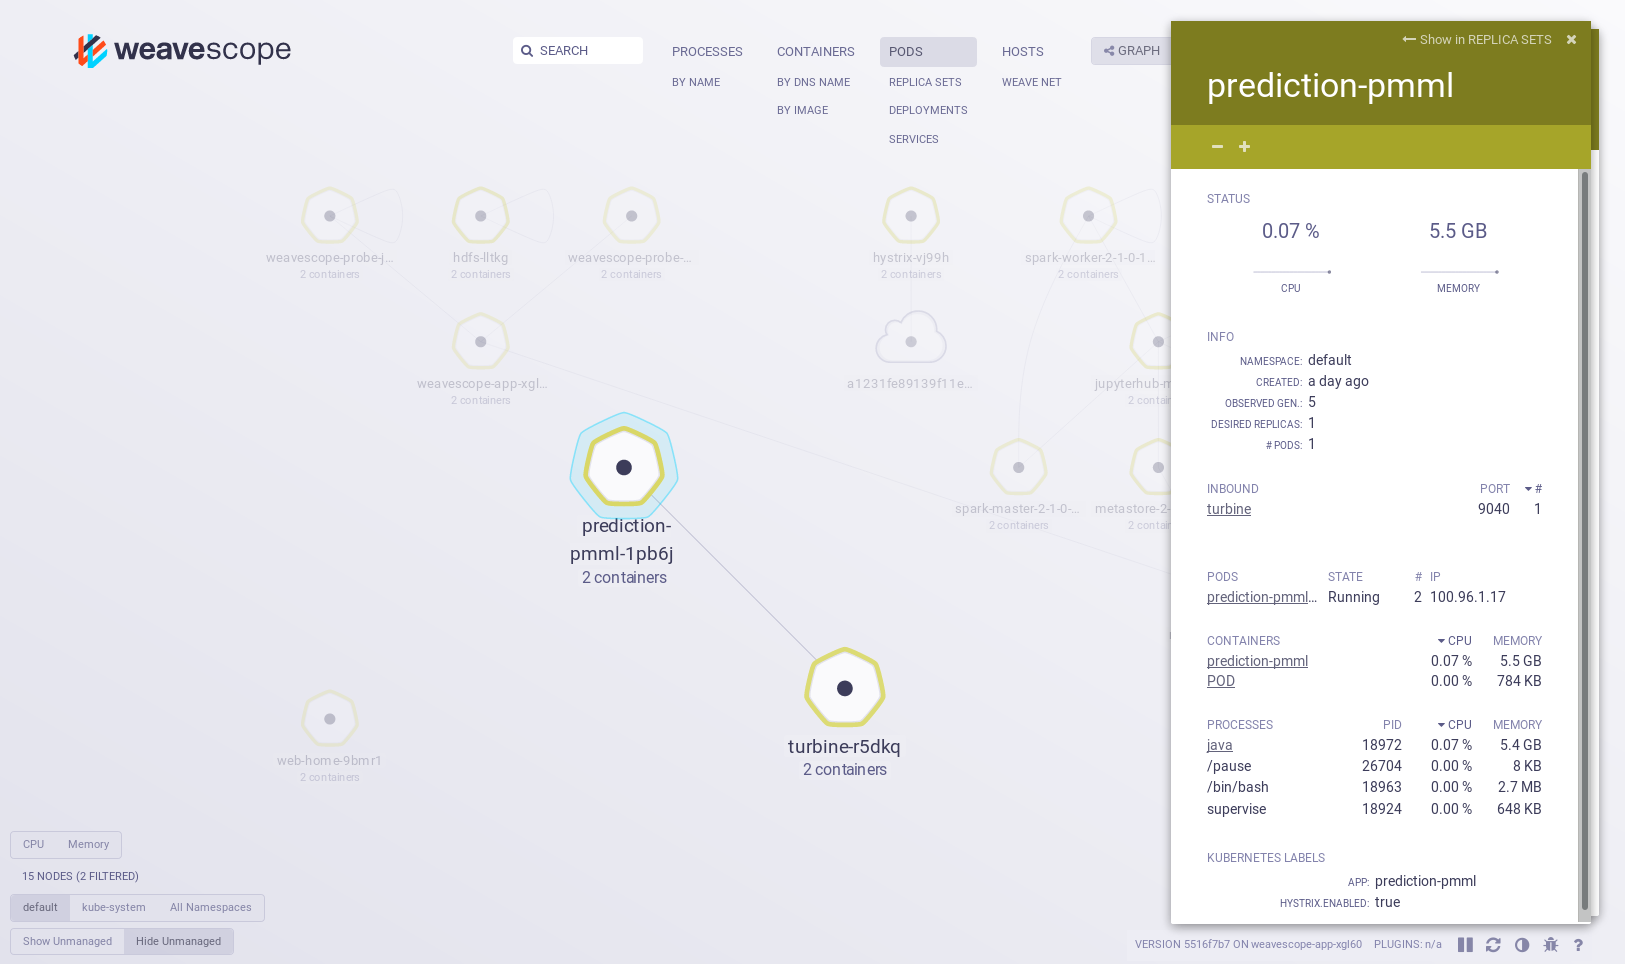 weavescope
SEARCH
PROCESSES
BY NAME
CONTAINERS
BY DNS NAME
BY IMAGE
PODS
REPLICA SETS
DEPLOYMENTS
SERVICES
HOSTS
WEAVE NET
GRAPH
weavescope-probe-j...
2 containers
hdfs-lltkg
2 containers
weavescope-probe-...
2 containers
hystrix-vj99h
2 containers
spark-worker-2-1-0-1...
2 containers
weavescope-app-xgl...
2 containers
a1231fe89139f11e...
jupyterhub-m
2 contain
spark-master-2-1-0-...
2 containers
metastore-2-
2 contain
prediction-
pmml-1pb6j
2 containers
turbine-r5dkq
2 containers
web-home-9bmr1
2 containers
CPU Memory
15 NODES (2 FILTERED)
default kube-system All Namespaces
Show Unmanaged Hide Unmanaged
Show in REPLICA SETS
prediction-pmml
STATUS
0.07 % 5.5 GB
CPU MEMORY
INFO
NAMESPACE: default
CREATED: a day ago
OBSERVED GEN.: 5
DESIRED REPLICAS: 1
# PODS: 1
INBOUND PORT #
turbine 9040 1
PODS STATE # IP
prediction-pmml... Running 2 100.96.1.17
CONTAINERS CPU MEMORY
prediction-pmml 0.07 % 5.5 GB
POD 0.00 % 784 KB
PROCESSES PID CPU MEMORY
java 18972 0.07 % 5.4 GB
/pause 26704 0.00 % 8 KB
/bin/bash 18963 0.00 % 2.7 MB
supervise 18924 0.00 % 648 KB
KUBERNETES LABELS
APP: prediction-pmml
HYSTRIX.ENABLED: true
VERSION 5516f7b7 ON weavescope-app-xgl60 PLUGINS: n/a ?